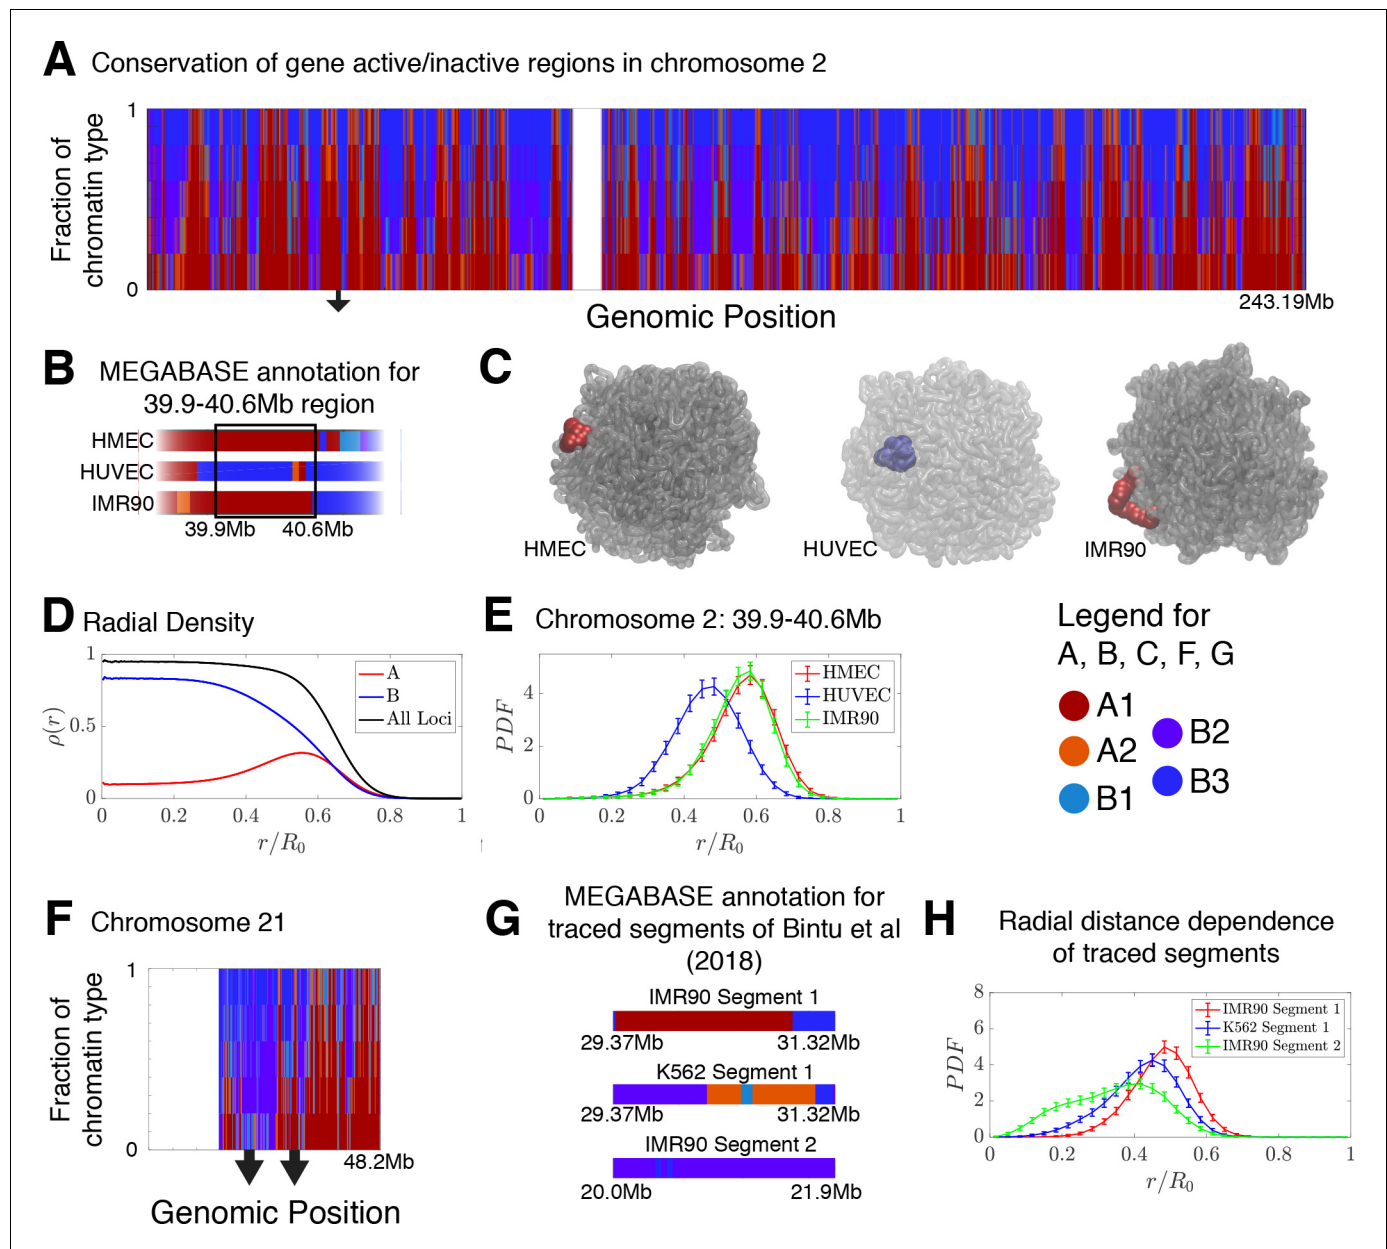 A Conservation of gene active/inactive regions in chromosome 2
Fraction of
chromatin type
1
0
243.19Mb
Genomic Position
B MEGABASE annotation for
39.9-40.6Mb region
HMEC
HUVEC
IMR90
39.9Mb 40.6Mb
C
HMEC
HUVEC
IMR90
D Radial Density
ρ(r)
1
0.5
0
A
B
All Loci
0 0.2 0.4 0.6 0.8 1
r/R₀
E Chromosome 2: 39.9-40.6Mb
PDF
4
2
0
HMEC
HUVEC
IMR90
0 0.2 0.4 0.6 0.8 1
r/R₀
Legend for
A, B, C, F, G
A1
A2
B1
B2
B3
F Chromosome 21
Fraction of
chromatin type
1
0
48.2Mb
Genomic Position
G MEGABASE annotation for
traced segments of Bintu et al
(2018)
IMR90 Segment 1
29.37Mb 31.32Mb
K562 Segment 1
29.37Mb 31.32Mb
IMR90 Segment 2
20.0Mb 21.9Mb
H Radial distance dependence
of traced segments
PDF
8
6
4
2
0
IMR90 Segment 1
K562 Segment 1
IMR90 Segment 2
0 0.2 0.4 0.6 0.8 1
r/R₀